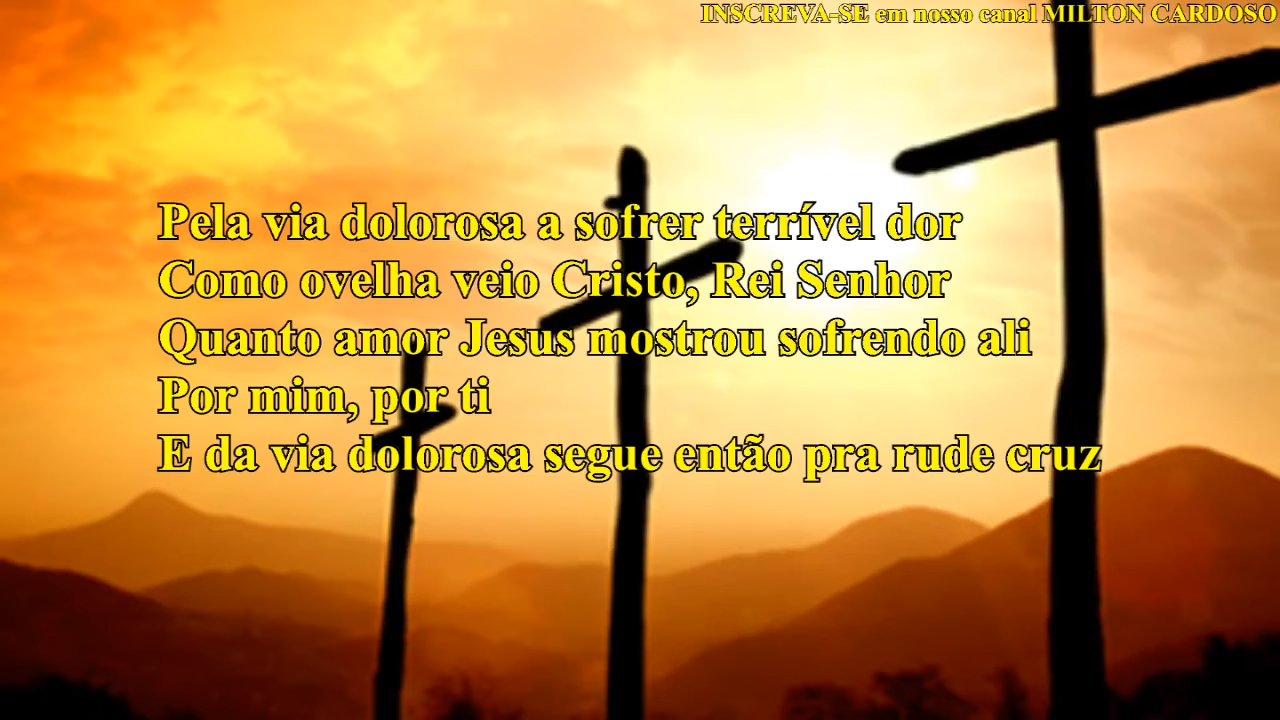 INSCREVA-SE em nosso canal MILTON CARDOSO
Pela via dolorosa a sofrer terrível dor
Como ovelha veio Cristo, Rei Senhor
Quanto amor Jesus mostrou sofrendo ali
Por mim, por ti
E da via dolorosa segue então pra rude cruz